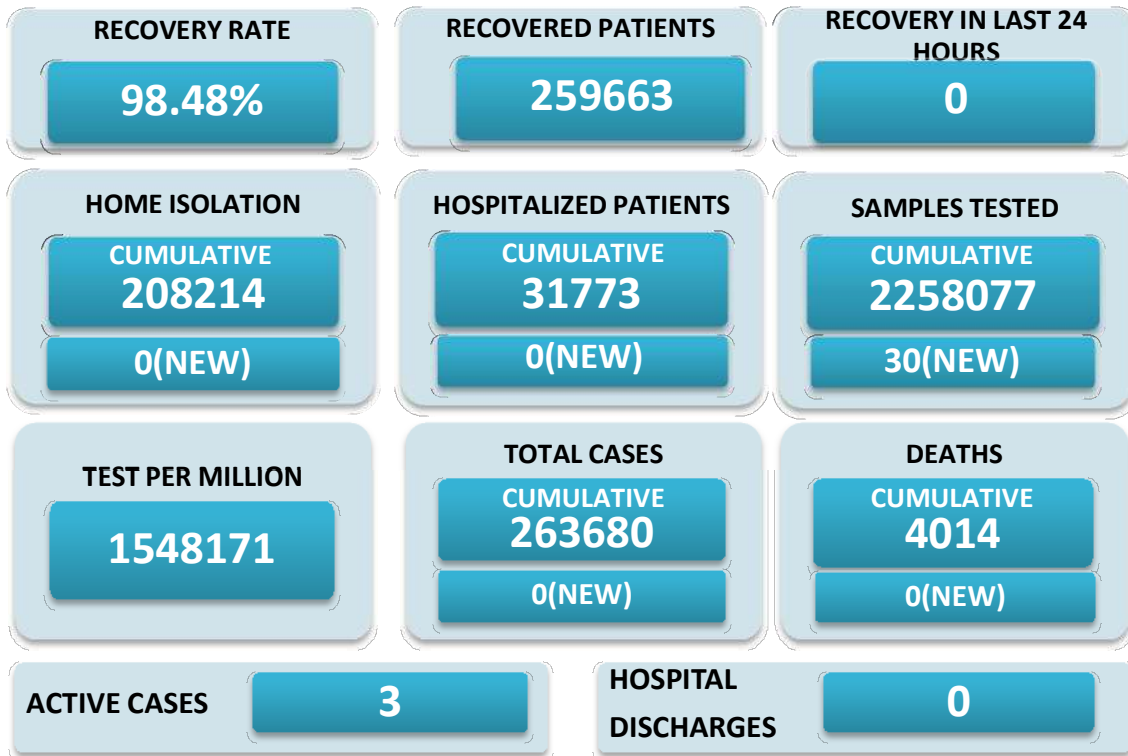 RECOVERY RATE
98.48%
RECOVERED PATIENTS
259663
RECOVERY IN LAST 24
HOURS
0
HOME ISOLATION
CUMULATIVE
208214
0(NEW)
HOSPITALIZED PATIENTS
CUMULATIVE
31773
0(NEW)
SAMPLES TESTED
CUMULATIVE
2258077
30(NEW)
TEST PER MILLION
1548171
TOTAL CASES
CUMULATIVE
263680
0(NEW)
DEATHS
CUMULATIVE
4014
0(NEW)
ACTIVE CASES
3
HOSPITAL
DISCHARGES
0